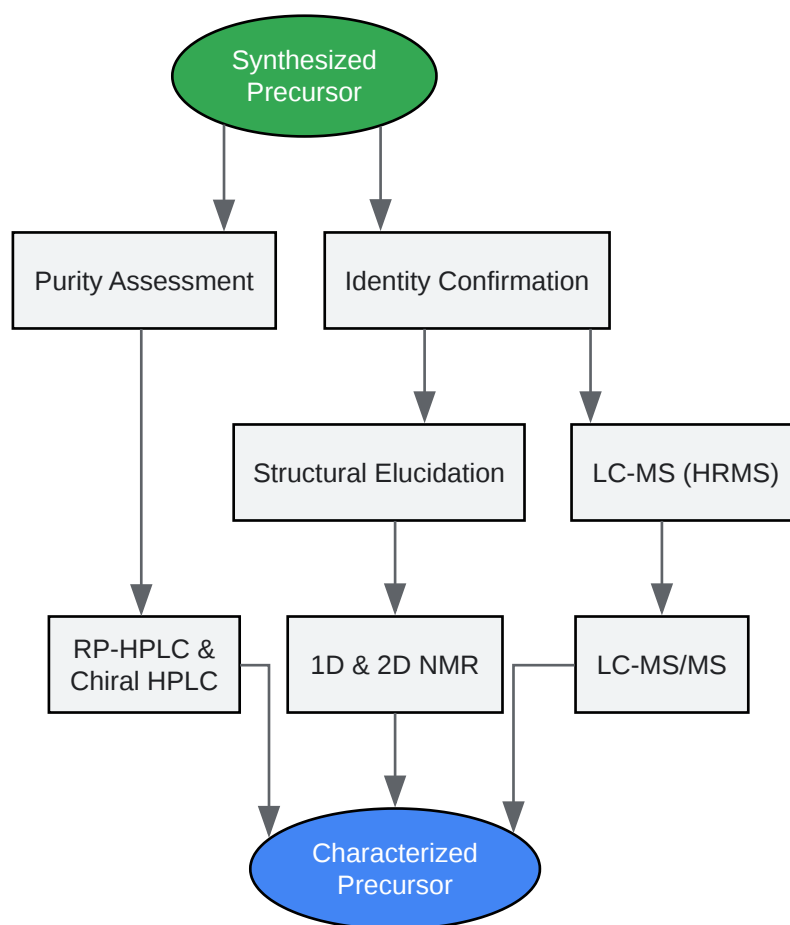 Synthesized
Precursor
Purity Assessment
Identity Confirmation
Structural Elucidation
LC-MS (HRMS)
RP-HPLC &
Chiral HPLC
1D & 2D NMR
LC-MS/MS
Characterized
Precursor